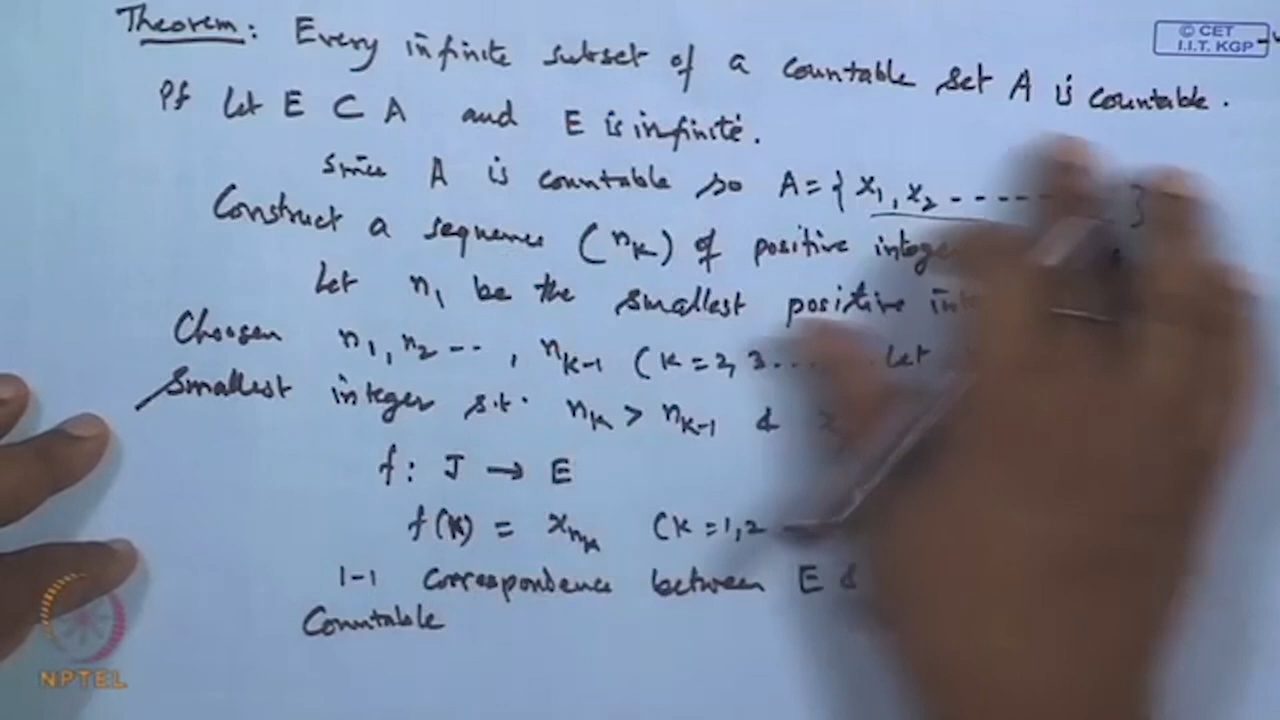 © CET
I.I.T. KGP
Theorem: Every infinite subset of a countable set A is countable.
Pf Let E ⊂ A and E is infinite.
since A is countable so A = { x1, x2 ------ }
Construct a sequence (nk) of positive
Let n1 be the smallest positive
Choosen n1, n2 -- , nk-1 (k = 2, 3 .... Let
smallest integer s.t. nk > nk-1 &
f: J → E
f(k) = xnk (k = 1, 2
1-1 correspondence between E &
Countable
NPTEL